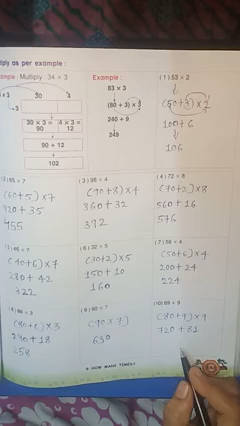 iply as per example :
ample : Multiply : 34 × 3
30 4
×3
30 × 3 = 90
4 × 3 = 12
90 + 12
102
Example :
83 × 3
(80 + 3) × 3
240 + 9
249
(1) 53 × 2
(50+3)×2
100+6
106
(2) 65 × 7
(60+5)×7
420+35
455
(3) 98 × 4
(90+8)×4
360+32
392
(4) 72 × 8
(70+2)×8
560+16
576
(5) 46 × 7
(40+6)×7
280+42
322
(6) 32 × 5
(30+2)×5
150+10
160
(7) 56 × 4
(50+6)×4
200+24
224
(8) 86 × 3
(80+6)×3
240+18
258
(9) 90 × 7
(90×7)
630
(10) 89 × 9
(80+9)×9
720+81
HOW MANY TIMES?